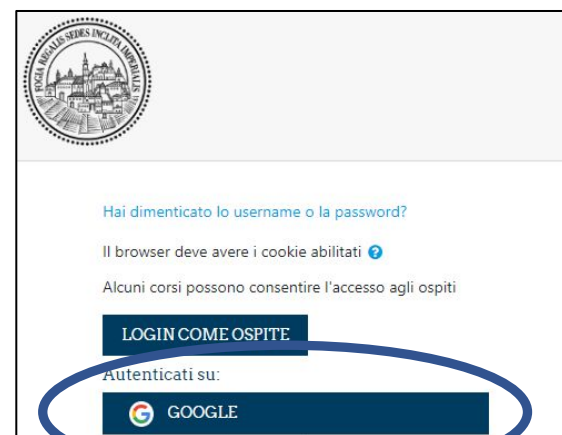 FOGIA REGALIS SEDES INCLITA IMPERIALIS
Hai dimenticato lo username o la password?
Il browser deve avere i cookie abilitati
Alcuni corsi possono consentire l'accesso agli ospiti
LOGIN COME OSPITE
Autenticati su:
GOOGLE